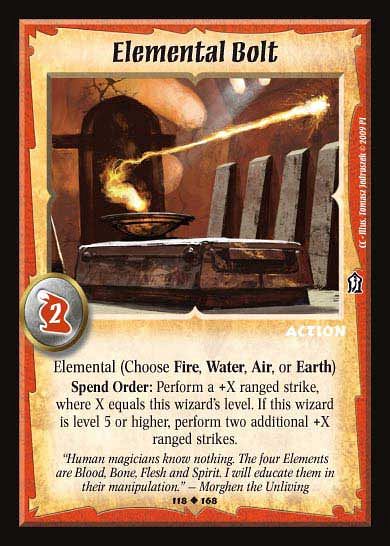 Elemental Bolt
CC - Illus. Tomasz Jedruszek © 2009 PI
2
ACTION
Elemental (Choose Fire, Water, Air, or Earth)
Spend Order: Perform a +X ranged strike,
where X equals this wizard's level. If this wizard
is level 5 or higher, perform two additional +X
ranged strikes.
"Human magicians know nothing. The four Elements
are Blood, Bone, Flesh and Spirit. I will educate them in
their manipulation." – Morghen the Unliving
118 ◆ 168